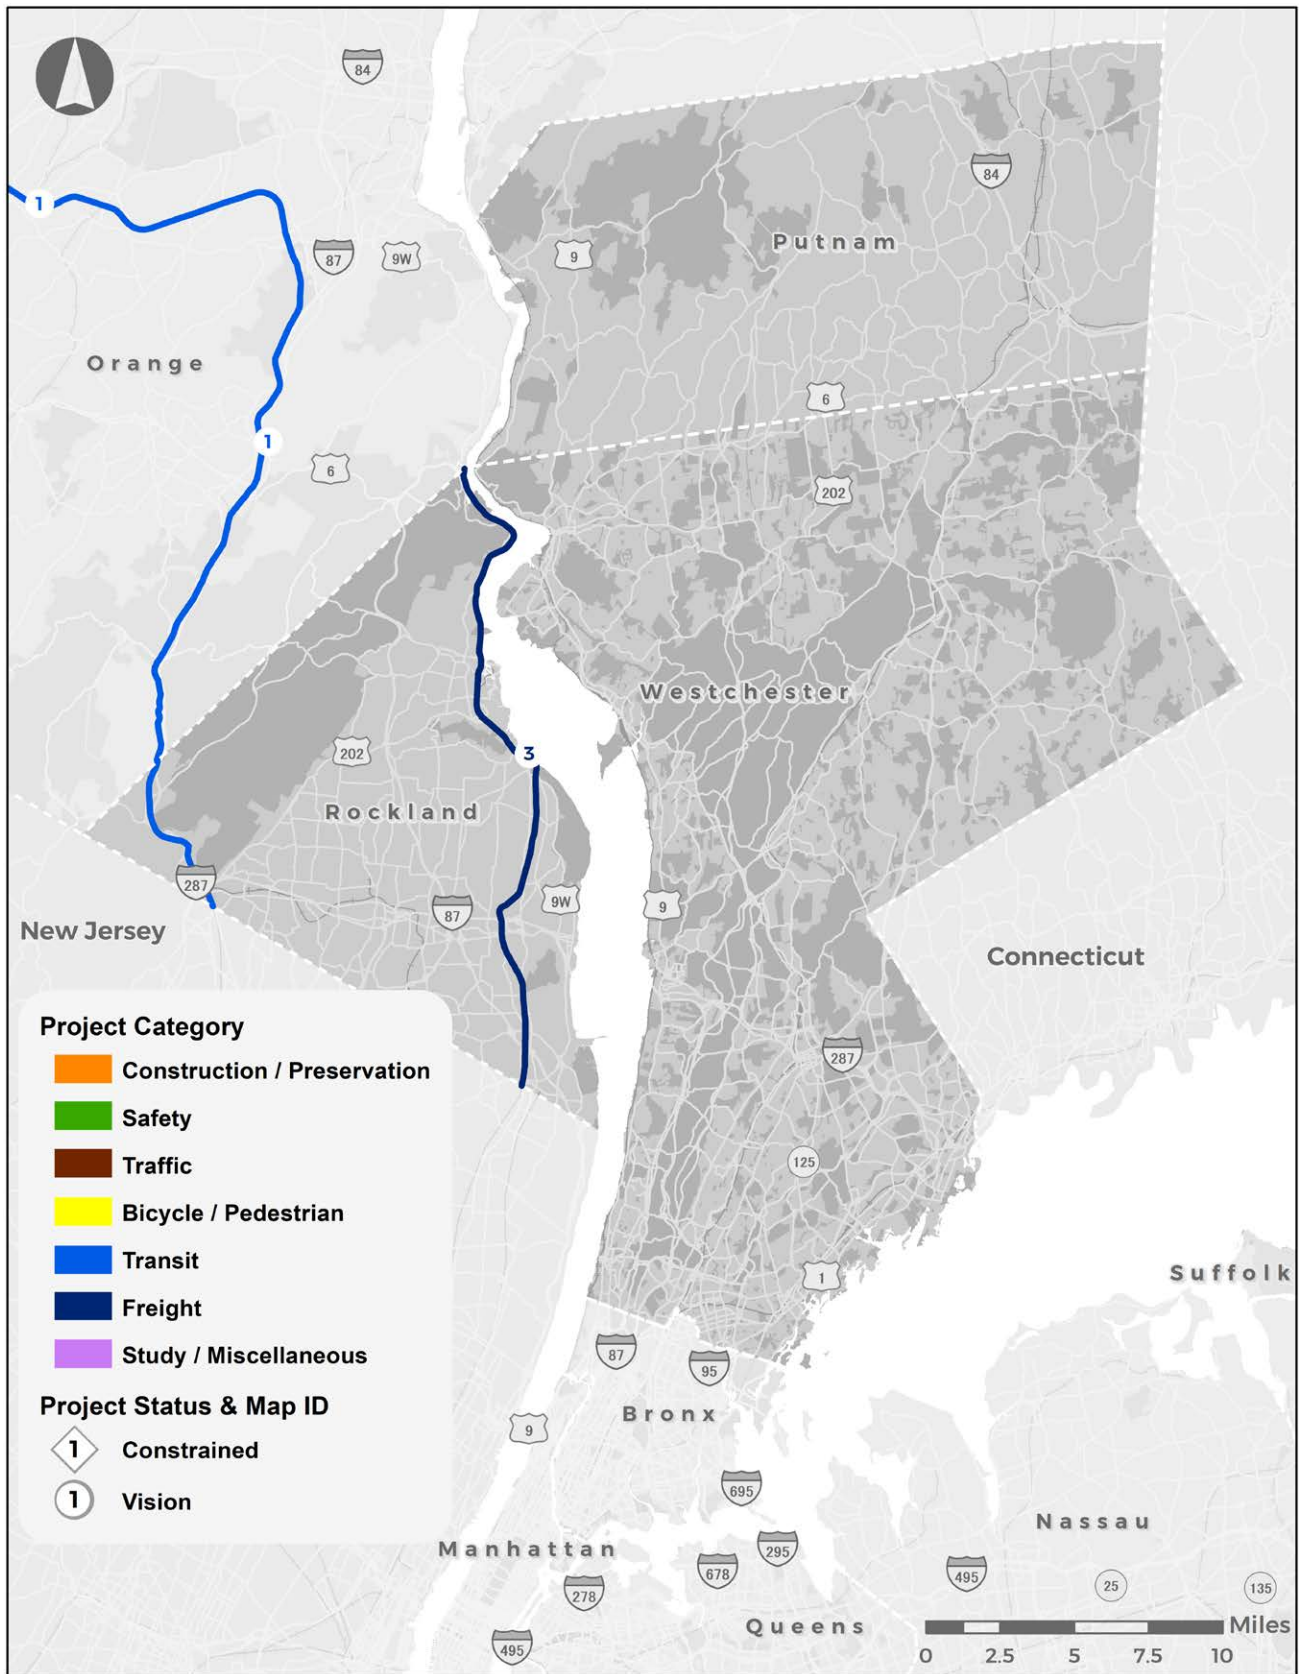 84
84
1
Putnam
9
87
9W
Orange
6
1
6
202
Westchester
3
202
Rockland
287
9W
9
87
New Jersey
Connecticut
Project Category
Construction / Preservation
Safety
Traffic
Bicycle / Pedestrian
Transit
Freight
Study / Miscellaneous
Project Status & Map ID
1 Constrained
1 Vision
287
125
1
Suffolk
87
95
Bronx
9
695
Nassau
Manhattan
295
678
495
278
25
135
Queens
495
Miles
0 2.5 5 7.5 10